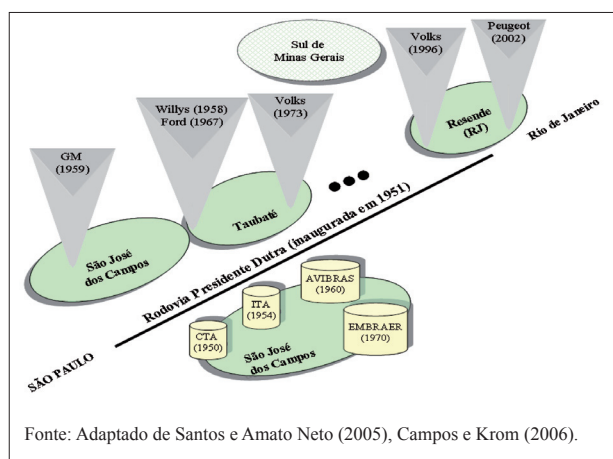 Sul de
Minas Gerais
Volks
(1996)
Peugeot
(2002)
Willys (1958)
Ford (1967)
Volks
(1973)
GM
(1959)
Resende
(RJ)
Rio de Janeiro
Taubaté
São José
dos Campos
Rodovia Presidente Dutra (inaugurada em 1951)
SÃO PAULO
AVIBRAS
(1960)
ITA
(1954)
CTA
(1950)
EMBRAER
(1970)
São José
dos Campos
Fonte: Adaptado de Santos e Amato Neto (2005), Campos e Krom (2006).